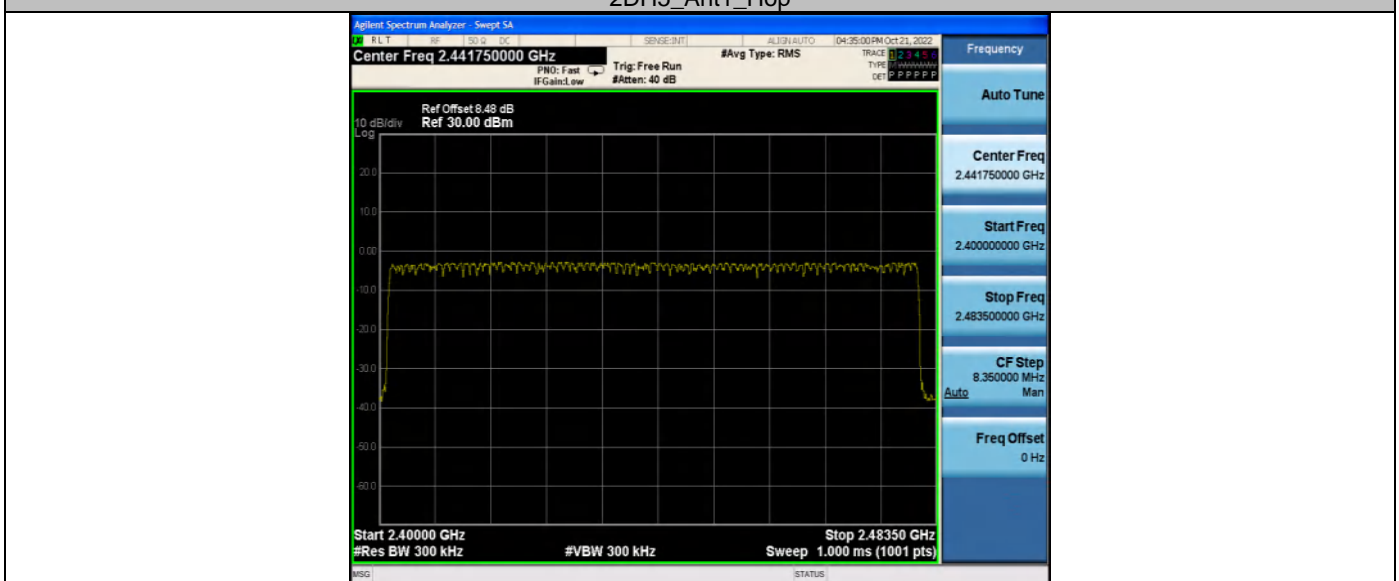 2DH5_Ant1_Hop
Agilent Spectrum Analyzer - Swept SA
RLT RF 50 Ω DC SENSE:INT ALIGN AUTO 04:35:00 PM Oct 21, 2022
Center Freq 2.441750000 GHz
PNO: Fast
IFGain:Low
Trig: Free Run
#Atten: 40 dB
#Avg Type: RMS
TRACE 1 2 3 4 5 6
TYPE M WWWWW
DET P P P P P P
Frequency
Auto Tune
Center Freq
2.441750000 GHz
Start Freq
2.400000000 GHz
Stop Freq
2.483500000 GHz
CF Step
8.350000 MHz
Auto Man
Freq Offset
0 Hz
Ref Offset 8.48 dB
10 dB/div Ref 30.00 dBm
Log
20.0
10.0
0.00
-10.0
-20.0
-30.0
-40.0
-50.0
-60.0
Start 2.40000 GHz Stop 2.48350 GHz
#Res BW 300 kHz #VBW 300 kHz Sweep 1.000 ms (1001 pts)
MSG STATUS